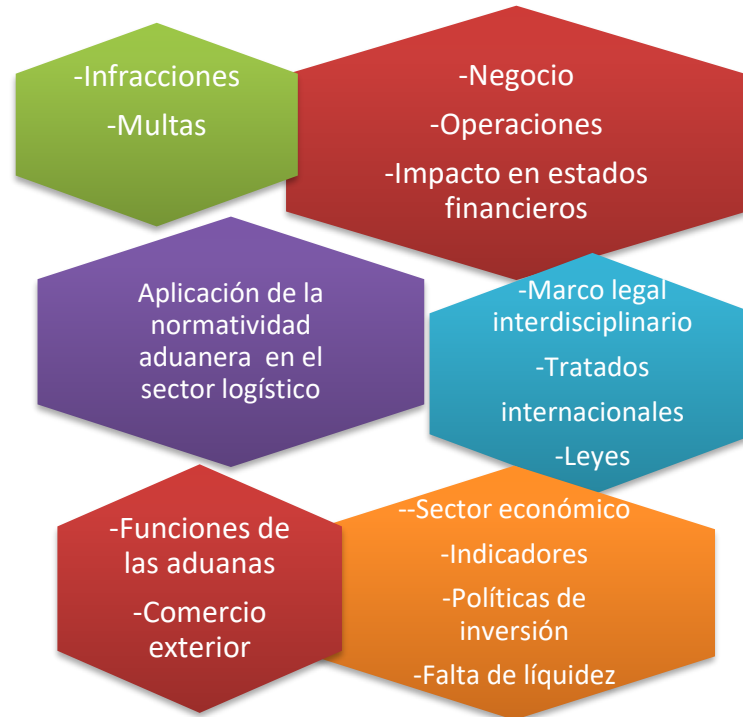 -Infracciones
-Multas
-Negocio
-Operaciones
-Impacto en estados
financieros
Aplicación de la
normatividad
aduanera en el
sector logístico
-Marco legal
interdisciplinario
-Tratados
internacionales
-Leyes
-Funciones de
las aduanas
-Comercio
exterior
--Sector económico
-Indicadores
-Políticas de
inversión
-Falta de líquidez